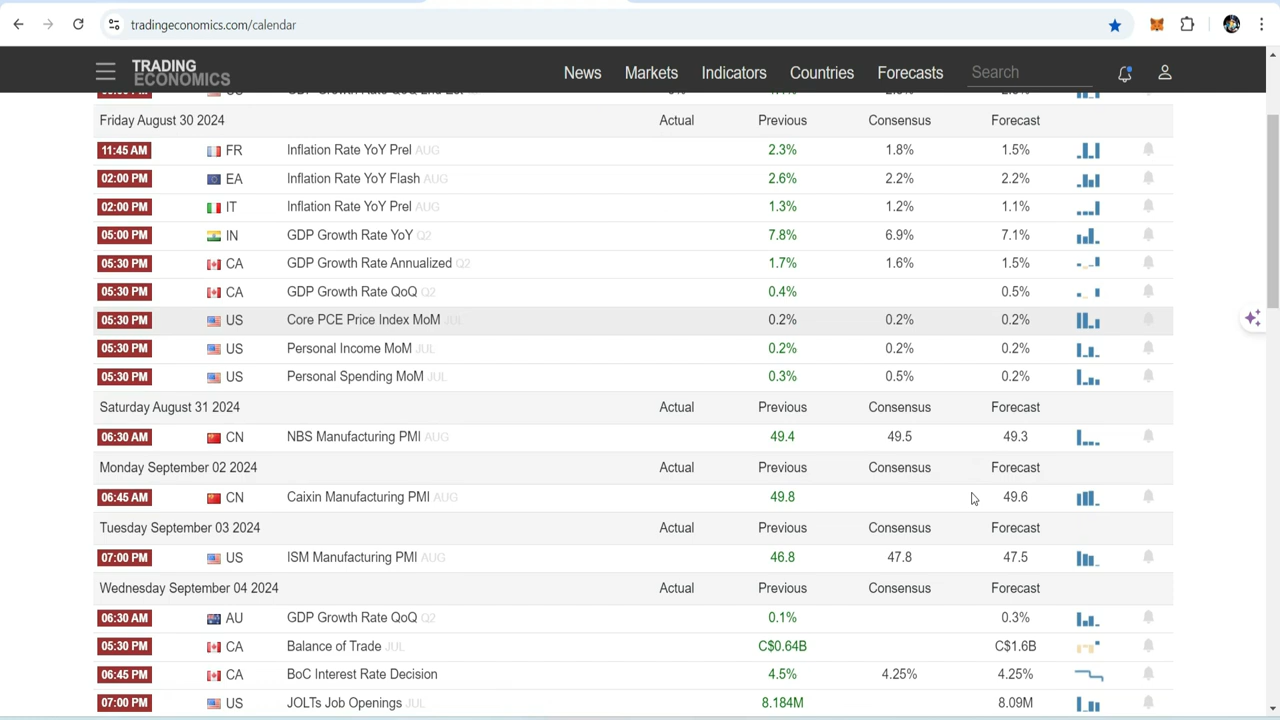 tradingeconomics.com/calendar
TRADING
ECONOMICS
News Markets Indicators Countries Forecasts Search
Friday August 30 2024 Actual Previous Consensus Forecast
11:45 AM FR Inflation Rate YoY Prel AUG 2.3% 1.8% 1.5%
02:00 PM EA Inflation Rate YoY Flash AUG 2.6% 2.2% 2.2%
02:00 PM IT Inflation Rate YoY Prel AUG 1.3% 1.2% 1.1%
05:00 PM IN GDP Growth Rate YoY Q2 7.8% 6.9% 7.1%
05:30 PM CA GDP Growth Rate Annualized Q2 1.7% 1.6% 1.5%
05:30 PM CA GDP Growth Rate QoQ Q2 0.4% 0.5%
05:30 PM US Core PCE Price Index MoM JUL 0.2% 0.2% 0.2%
05:30 PM US Personal Income MoM JUL 0.2% 0.2% 0.2%
05:30 PM US Personal Spending MoM JUL 0.3% 0.5% 0.2%
Saturday August 31 2024 Actual Previous Consensus Forecast
06:30 AM CN NBS Manufacturing PMI AUG 49.4 49.5 49.3
Monday September 02 2024 Actual Previous Consensus Forecast
06:45 AM CN Caixin Manufacturing PMI AUG 49.8 49.6
Tuesday September 03 2024 Actual Previous Consensus Forecast
07:00 PM US ISM Manufacturing PMI AUG 46.8 47.8 47.5
Wednesday September 04 2024 Actual Previous Consensus Forecast
06:30 AM AU GDP Growth Rate QoQ Q2 0.1% 0.3%
05:30 PM CA Balance of Trade JUL C$0.64B C$1.6B
06:45 PM CA BoC Interest Rate Decision 4.5% 4.25% 4.25%
07:00 PM US JOLTs Job Openings JUL 8.184M 8.09M